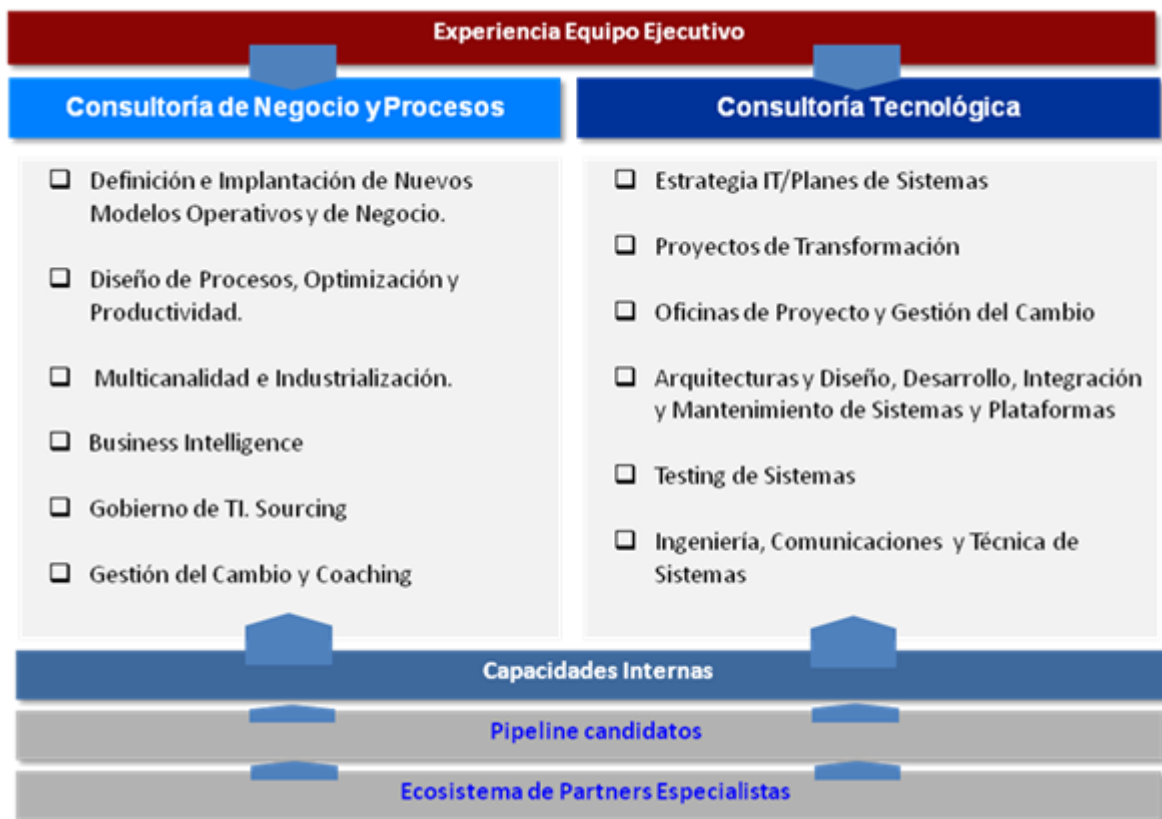 Experiencia Equipo Ejecutivo
Consultoría de Negocio y Procesos
Definición e Implantación de Nuevos
Modelos Operativos y de Negocio.
Diseño de Procesos, Optimización y
Productividad.
Multicanalidad e Industrialización.
Business Intelligence
Gobierno de TI. Sourcing
Gestión del Cambio y Coaching
Consultoría Tecnológica
Estrategia IT/Planes de Sistemas
Proyectos de Transformación
Oficinas de Proyecto y Gestión del Cambio
Arquitecturas y Diseño, Desarrollo, Integración
y Mantenimiento de Sistemas y Plataformas
Testing de Sistemas
Ingeniería, Comunicaciones y Técnica de
Sistemas
Capacidades Internas
Pipeline candidatos
Ecosistema de Partners Especialistas